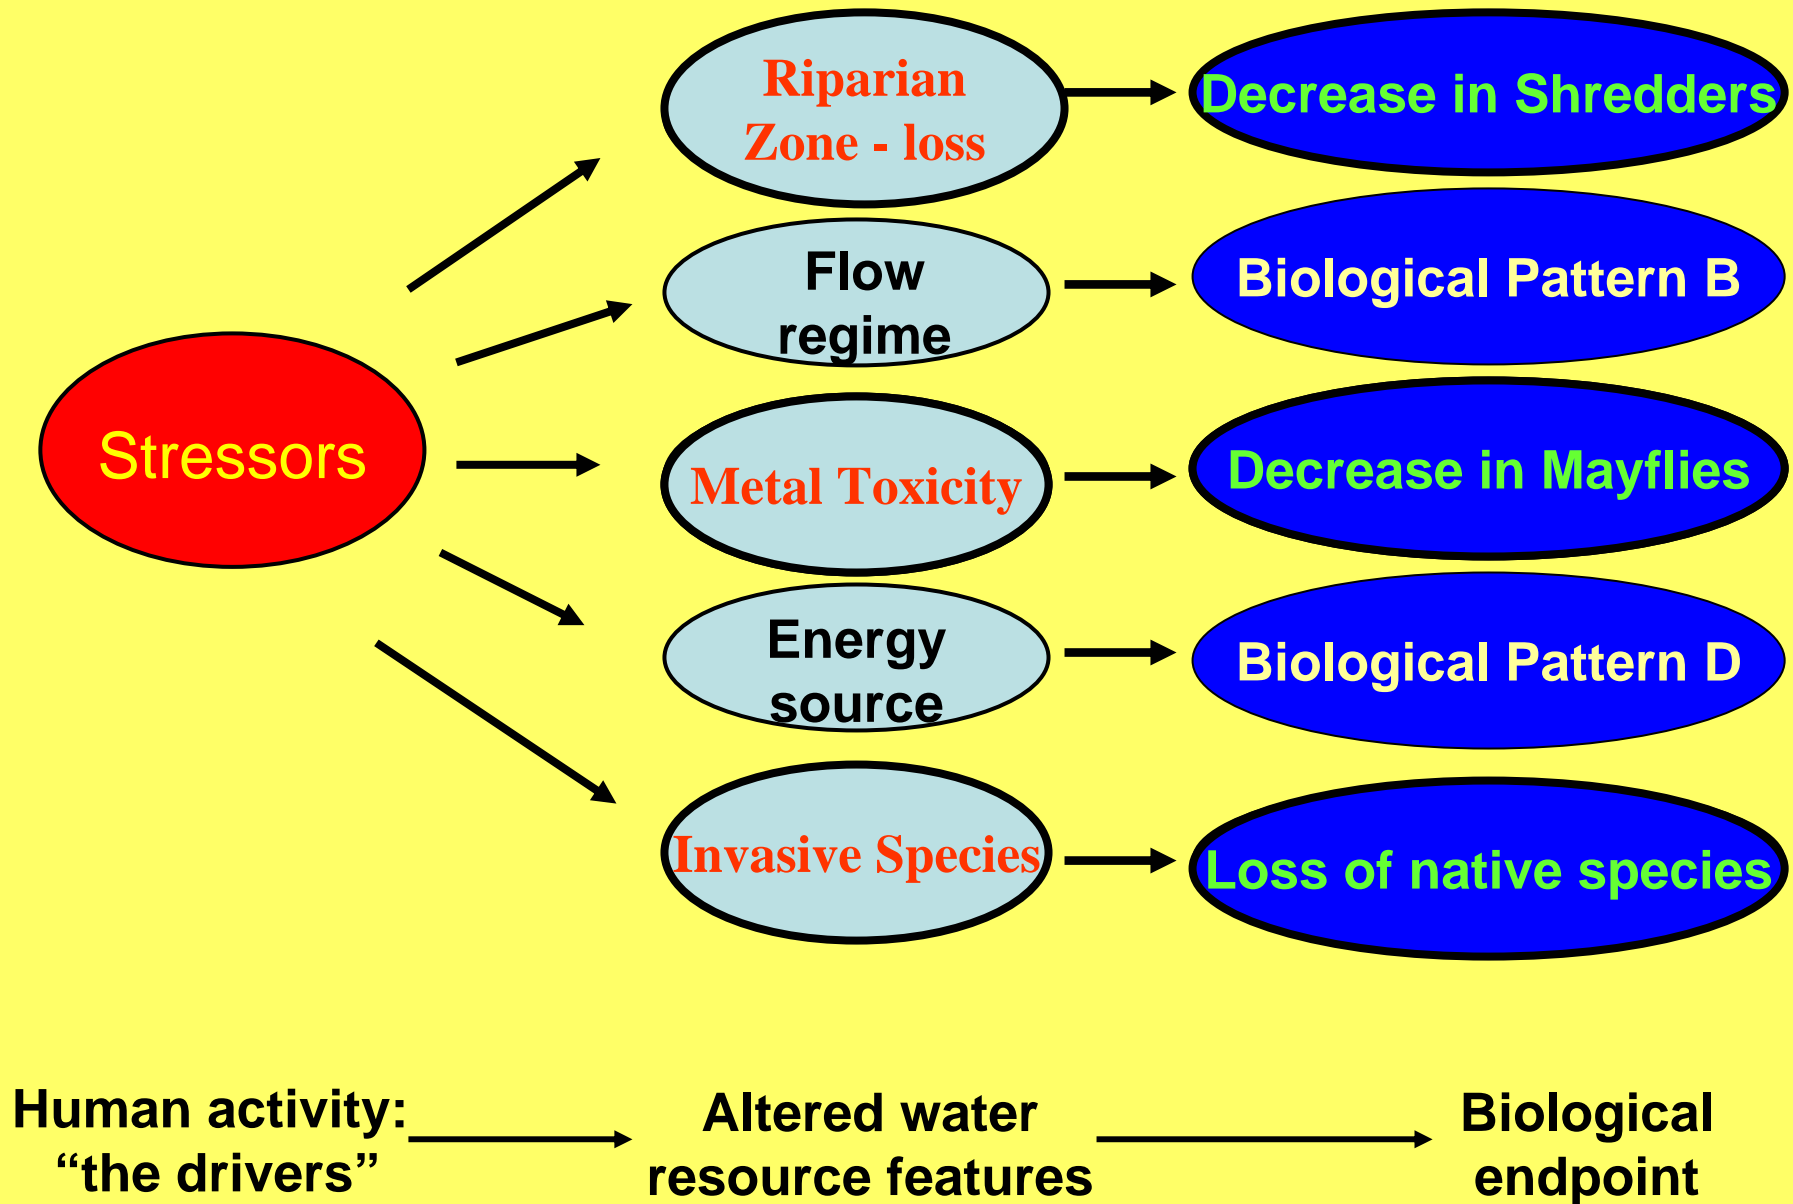 Riparian
Zone - loss
Decrease in Shredders
Flow
regime
Biological Pattern B
Stressors
Metal Toxicity
Decrease in Mayflies
Energy
source
Biological Pattern D
Invasive Species
Loss of native species
Human activity:
“the drivers”
Altered water
resource features
Biological
endpoint